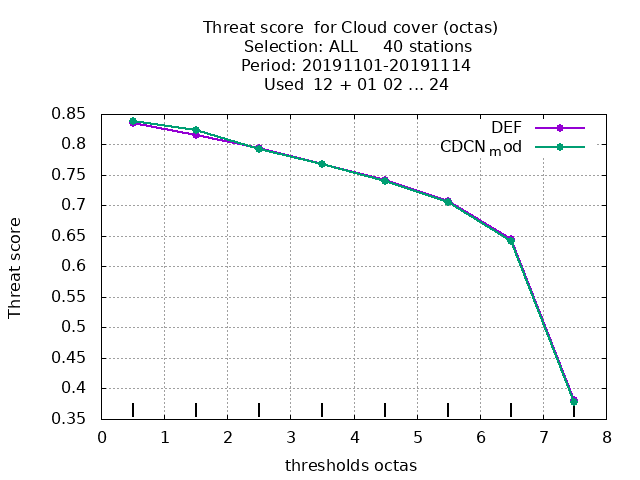 Threat score  for Cloud cover (octas)
Selection: ALL     40 stations
Period: 20191101-20191114
Used  12 + 01 02 ... 24
0.85
0.8
0.75
0.7
0.65
0.6
0.55
0.5
0.45
0.4
0.35
Threat score
DEF
CDCNmod
0 1 2 3 4 5 6 7 8
thresholds octas